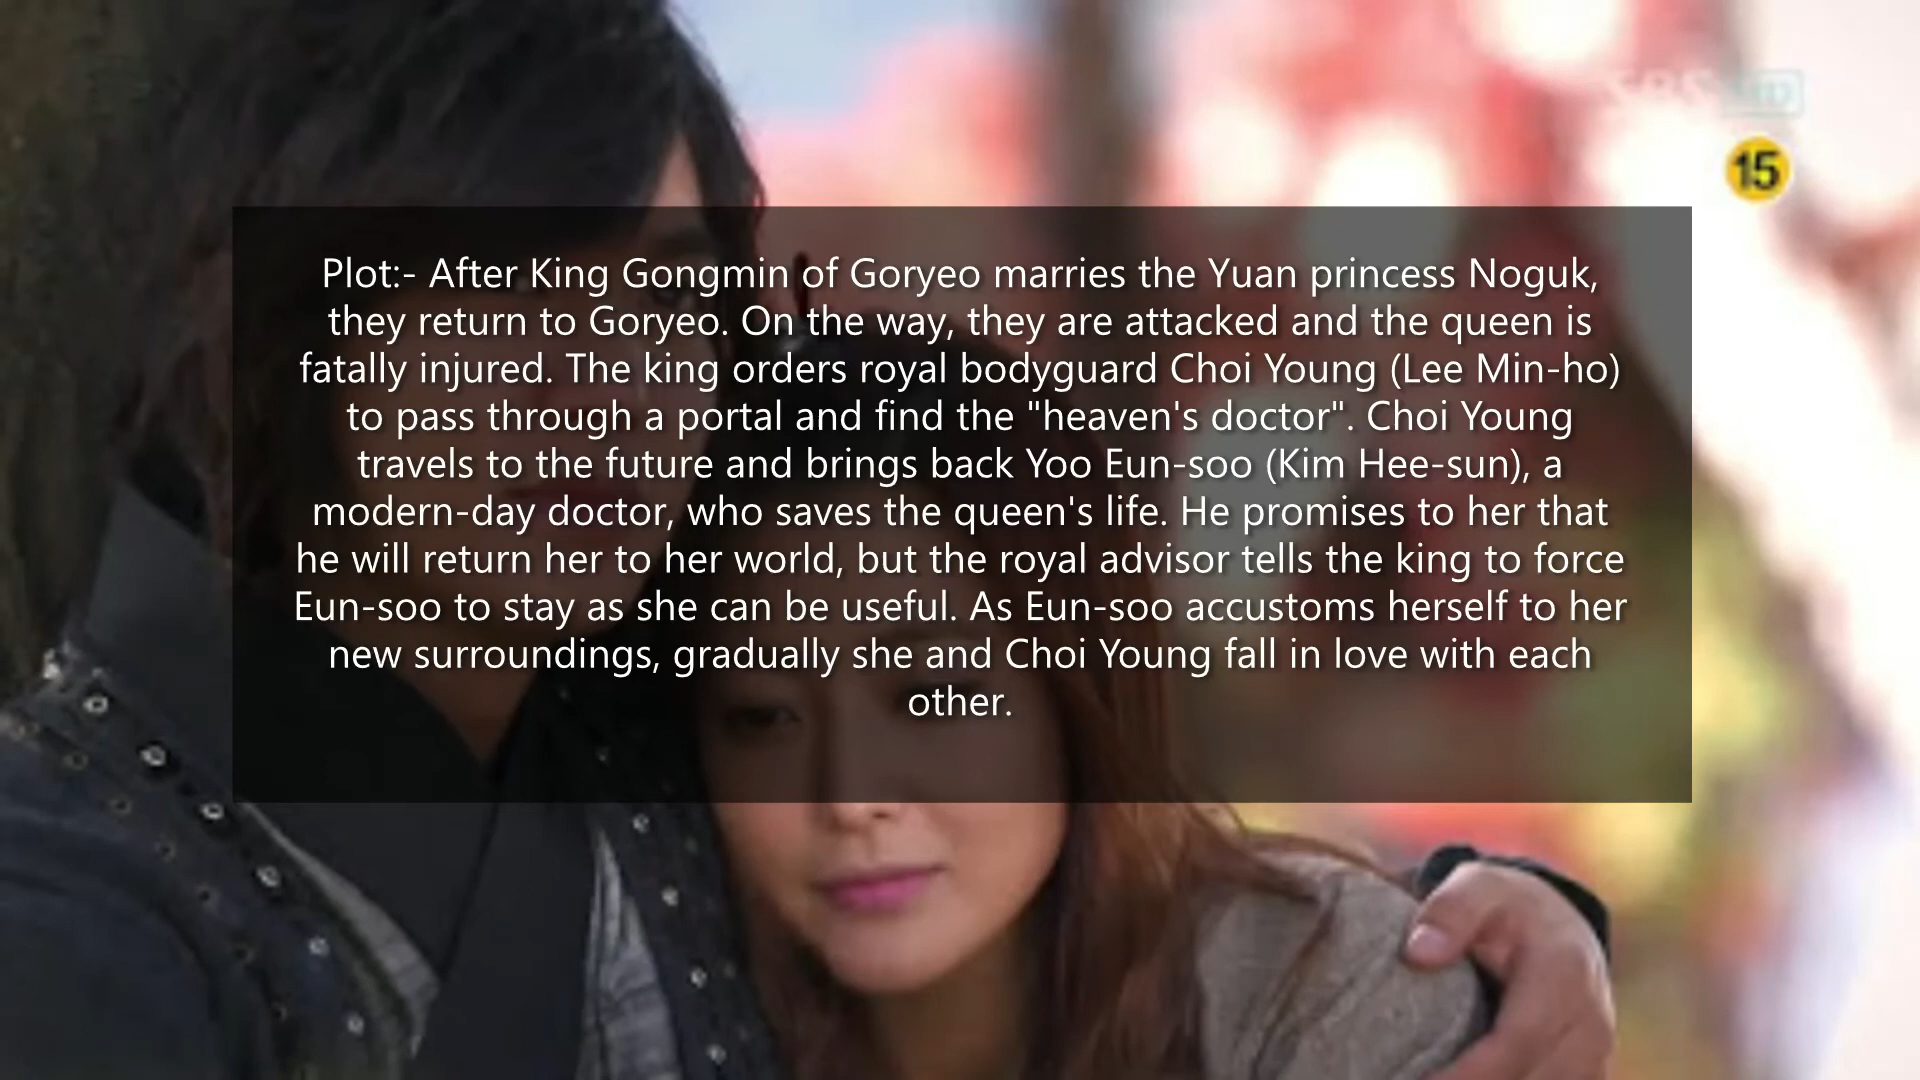 SBS HD
15
Plot:- After King Gongmin of Goryeo marries the Yuan princess Noguk,
they return to Goryeo. On the way, they are attacked and the queen is
fatally injured. The king orders royal bodyguard Choi Young (Lee Min-ho)
to pass through a portal and find the "heaven's doctor". Choi Young
travels to the future and brings back Yoo Eun-soo (Kim Hee-sun), a
modern-day doctor, who saves the queen's life. He promises to her that
he will return her to her world, but the royal advisor tells the king to force
Eun-soo to stay as she can be useful. As Eun-soo accustoms herself to her
new surroundings, gradually she and Choi Young fall in love with each
other.